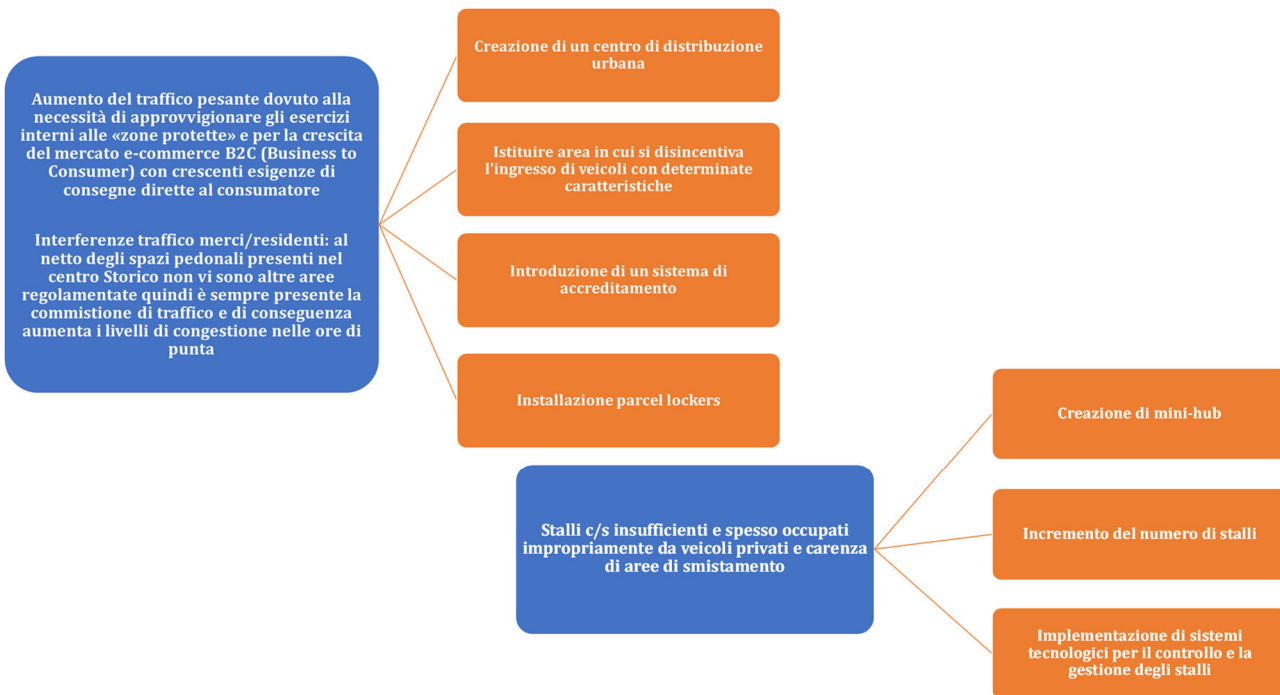 Aumento del traffico pesante dovuto alla
necessità di approvvigionare gli esercizi
interni alle «zone protette» e per la crescita
del mercato e-commerce B2C (Business to
Consumer) con crescenti esigenze di
consegne dirette al consumatore
Interferenze traffico merci/residenti: al
netto degli spazi pedonali presenti nel
centro Storico non vi sono altre aree
regolamentate quindi è sempre presente la
commistione di traffico e di conseguenza
aumenta i livelli di congestione nelle ore di
punta
Creazione di un centro di distribuzione
urbana
Istituire area in cui si disincentiva
l’ingresso di veicoli con determinate
caratteristiche
Introduzione di un sistema di
accreditamento
Installazione parcel lockers
Stalli c/s insufficienti e spesso occupati
impropriamente da veicoli privati e carenza
di aree di smistamento
Creazione di mini-hub
Incremento del numero di stalli
Implementazione di sistemi
tecnologici per il controllo e la
gestione degli stalli